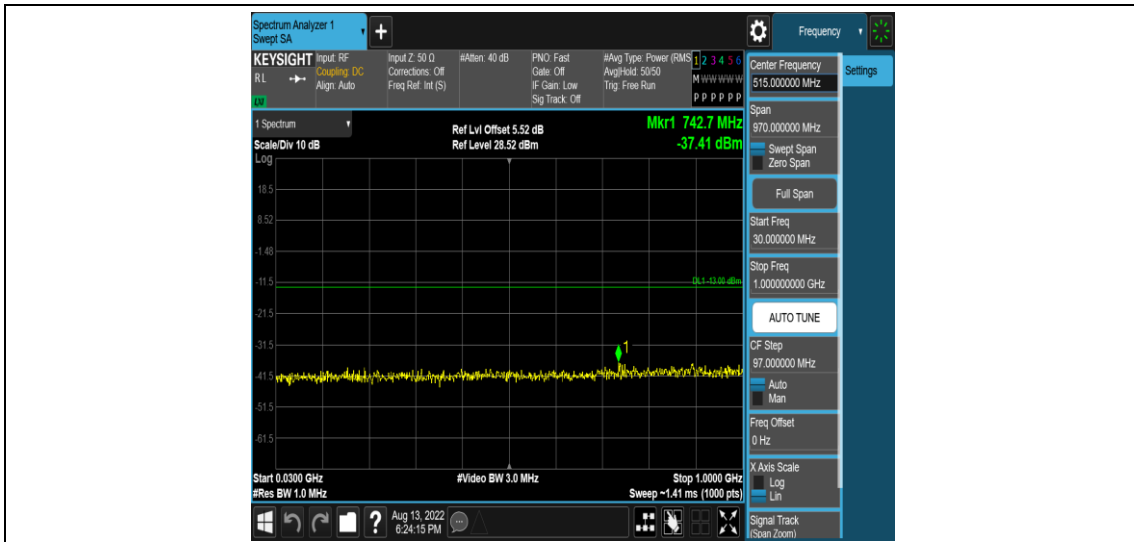 Spectrum Analyzer 1
Swept SA
+
Frequency
KEYSIGHT
RL
LXI
Input: RF
Coupling: DC
Align: Auto
Input Z: 50 Ω
Corrections: Off
Freq Ref: Int (S)
#Atten: 40 dB
PNO: Fast
Gate: Off
IF Gain: Low
Sig Track: Off
#Avg Type: Power (RMS
Avg|Hold: 50/50
Trig: Free Run
1 2 3 4 5 6
M W W W W W
P P P P P P
Center Frequency
515.000000 MHz
Settings
1 Spectrum
Scale/Div 10 dB
Ref Lvl Offset 5.52 dB
Ref Level 28.52 dBm
Mkr1 742.7 MHz
-37.41 dBm
Log
18.5
8.52
-1.48
-11.5
DL1 -13.00 dBm
-21.5
-31.5
1
-41.5
-51.5
-61.5
Start 0.0300 GHz
#Video BW 3.0 MHz
Stop 1.0000 GHz
#Res BW 1.0 MHz
Sweep ~1.41 ms (1000 pts)
Span
970.000000 MHz
Swept Span
Zero Span
Full Span
Start Freq
30.000000 MHz
Stop Freq
1.000000000 GHz
AUTO TUNE
CF Step
97.000000 MHz
Auto
Man
Freq Offset
0 Hz
X Axis Scale
Log
Lin
Signal Track
(Span Zoom)
?
Aug 13, 2022
6:24:15 PM